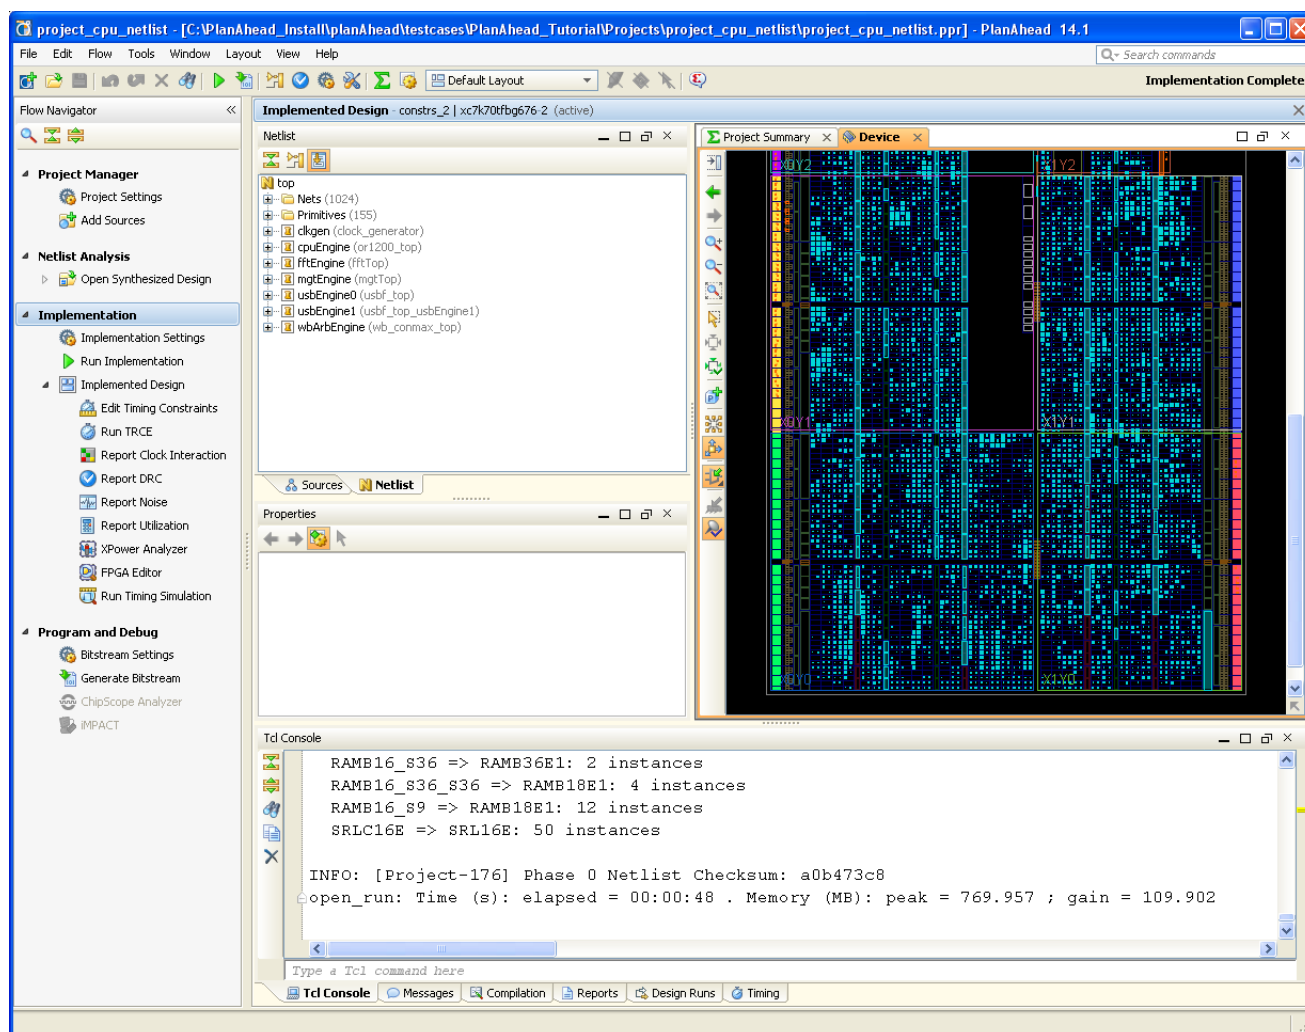 project_cpu_netlist - [C:\PlanAhead_Install\planAhead\testcases\PlanAhead_Tutorial\Projects\project_cpu_netlist\project_cpu_netlist.ppr] - PlanAhead 14.1
File Edit Flow Tools Window Layout View Help
Search commands
Default Layout
Implementation Complete
Flow Navigator
Project Manager
Project Settings
Add Sources
Netlist Analysis
Open Synthesized Design
Implementation
Implementation Settings
Run Implementation
Implemented Design
Edit Timing Constraints
Run TRCE
Report Clock Interaction
Report DRC
Report Noise
Report Utilization
XPower Analyzer
FPGA Editor
Run Timing Simulation
Program and Debug
Bitstream Settings
Generate Bitstream
ChipScope Analyzer
iMPACT
Implemented Design - constrs_2 | xc7k70tfbg676-2 (active)
Netlist
top
Nets (1024)
Primitives (155)
clkgen (clock_generator)
cpuEngine (or1200_top)
fftEngine (fftTop)
mgtEngine (mgtTop)
usbEngine0 (usbf_top)
usbEngine1 (usbf_top_usbEngine1)
wbArbEngine (wb_conmax_top)
Sources Netlist
Properties
Project Summary Device
X0Y2 X1Y2
X0Y1 X1Y1
X0Y0 X1Y0
Tcl Console
RAMB16_S36 => RAMB36E1: 2 instances
RAMB16_S36_S36 => RAMB18E1: 4 instances
RAMB16_S9 => RAMB18E1: 12 instances
SRLC16E => SRL16E: 50 instances
INFO: [Project-176] Phase 0 Netlist Checksum: a0b473c8
open_run: Time (s): elapsed = 00:00:48 . Memory (MB): peak = 769.957 ; gain = 109.902
Type a Tcl command here
Tcl Console Messages Compilation Reports Design Runs Timing